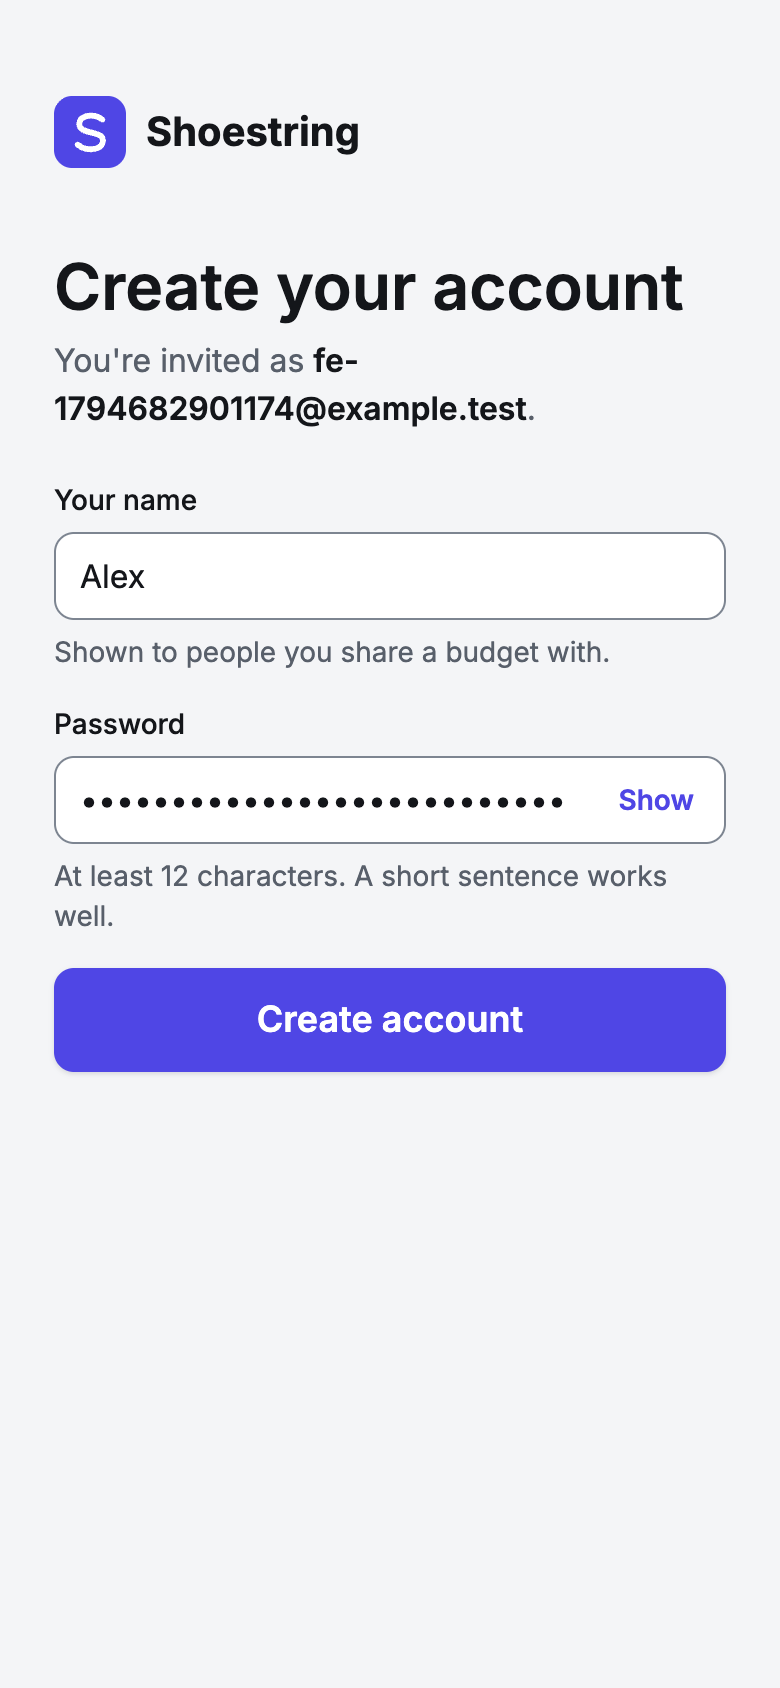 S Shoestring
Create your account
You're invited as fe-
1794682901174@example.test.
Your name
Alex
Shown to people you share a budget with.
Password
•••••••••••••••••••••••••••
Show
At least 12 characters. A short sentence works
well.
Create account